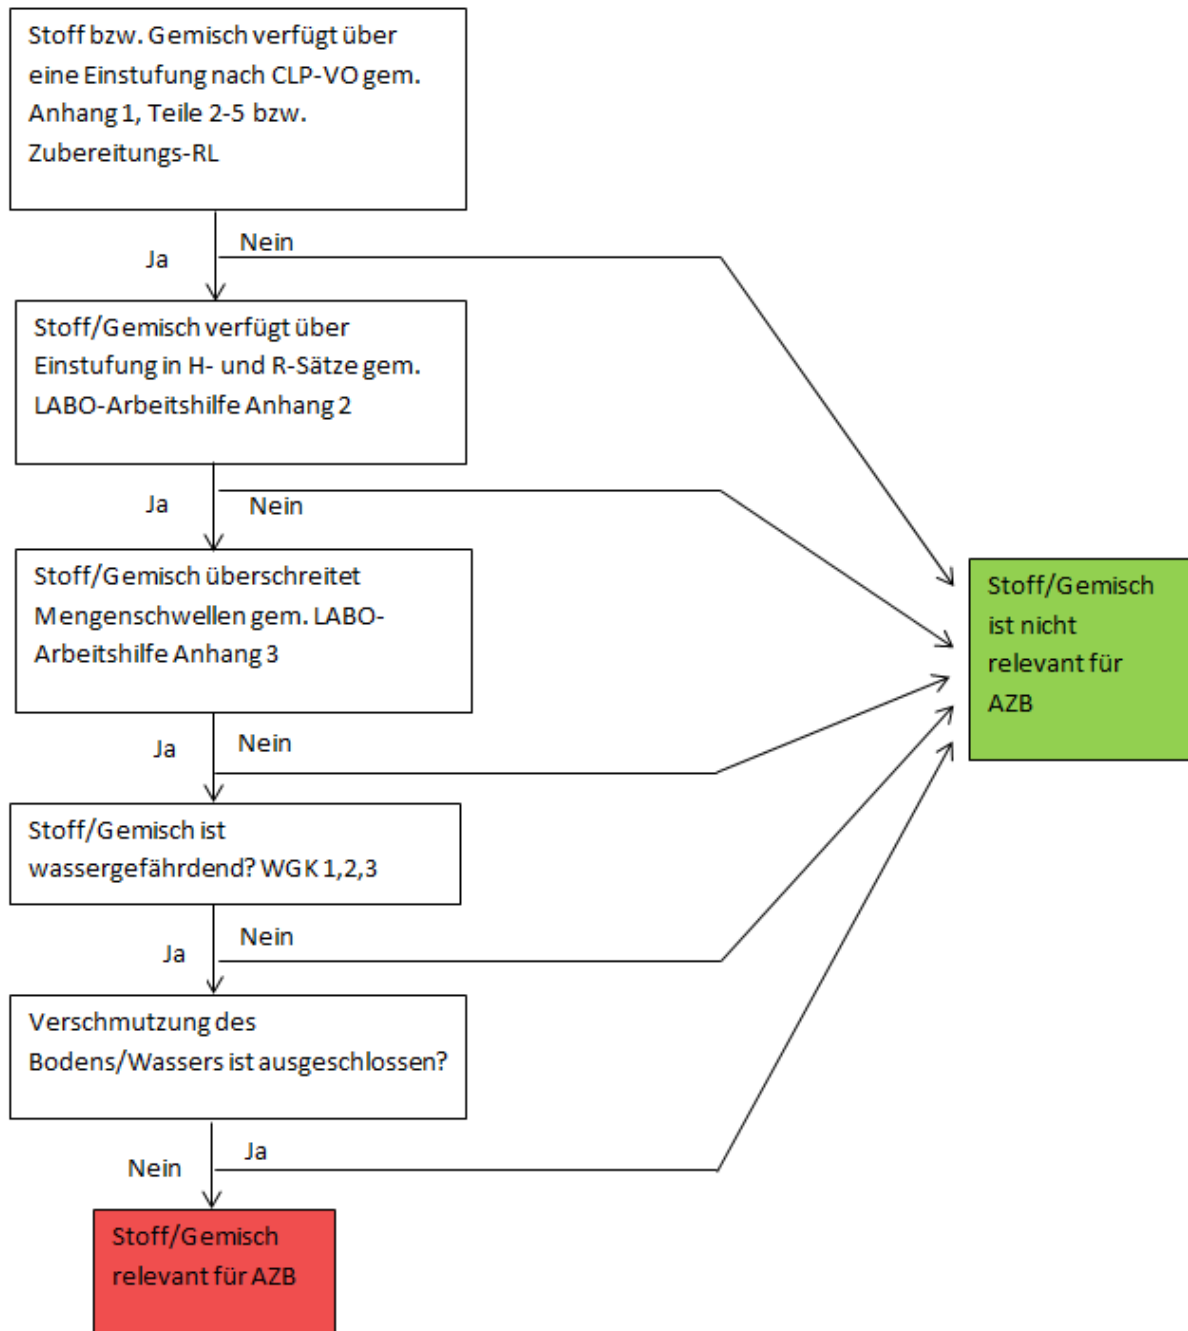 Stoff bzw. Gemisch verfügt über
eine Einstufung nach CLP-VO gem.
Anhang 1, Teile 2-5 bzw.
Zubereitungs-RL
Ja
Nein
Stoff/Gemisch verfügt über
Einstufung in H- und R-Sätze gem.
LABO-Arbeitshilfe Anhang 2
Ja
Nein
Stoff/Gemisch überschreitet
Mengenschwellen gem. LABO-
Arbeitshilfe Anhang 3
Ja
Nein
Stoff/Gemisch ist
wassergefährdend? WGK 1,2,3
Ja
Nein
Verschmutzung des
Bodens/Wassers ist ausgeschlossen?
Nein
Ja
Stoff/Gemisch
relevant für AZB
Stoff/Gemisch
ist nicht
relevant für
AZB